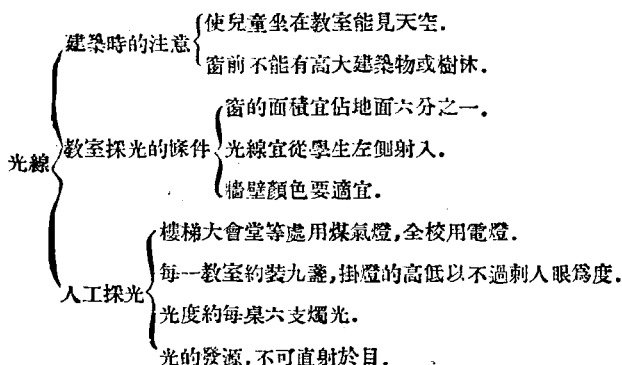 光線
建築時的注意
使兒童坐在教室能見天空．
窗前不能有高大建築物或樹林．
教室採光的條件
窗的面積宜佔地面六分之一．
光線宜從學生左側射入．
牆壁顏色要適宜．
人工採光
樓梯大會堂等處用煤氣燈，全校用電燈．
每一教室約裝九盞，掛燈的高低以不過刺人眼爲度．
光度約每桌六支燭光．
光的發源，不可直射於目．